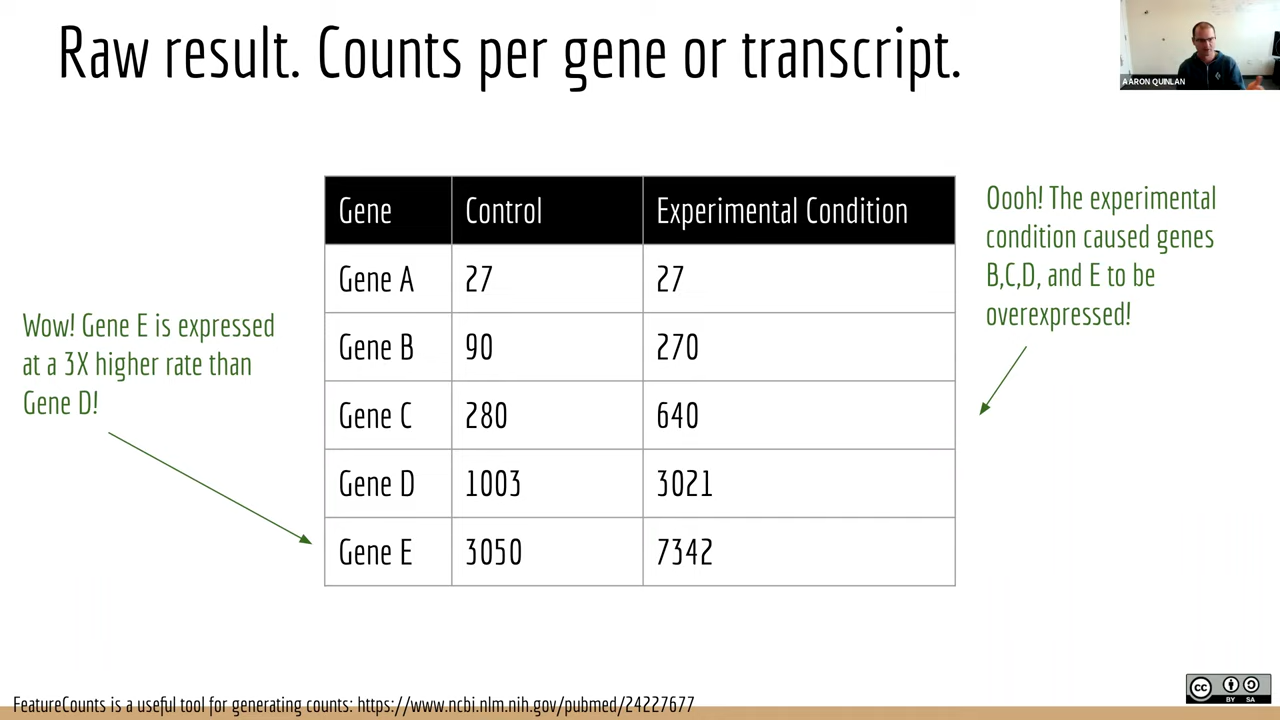 Raw result. Counts per gene or transcript.
AARON QUINLAN
Gene Control Experimental Condition
Gene A 27 27
Gene B 90 270
Gene C 280 640
Gene D 1003 3021
Gene E 3050 7342
Wow! Gene E is expressed
at a 3X higher rate than
Gene D!
Oooh! The experimental
condition caused genes
B,C,D, and E to be
overexpressed!
FeatureCounts is a useful tool for generating counts: https://www.ncbi.nlm.nih.gov/pubmed/24227677
cc
BY SA